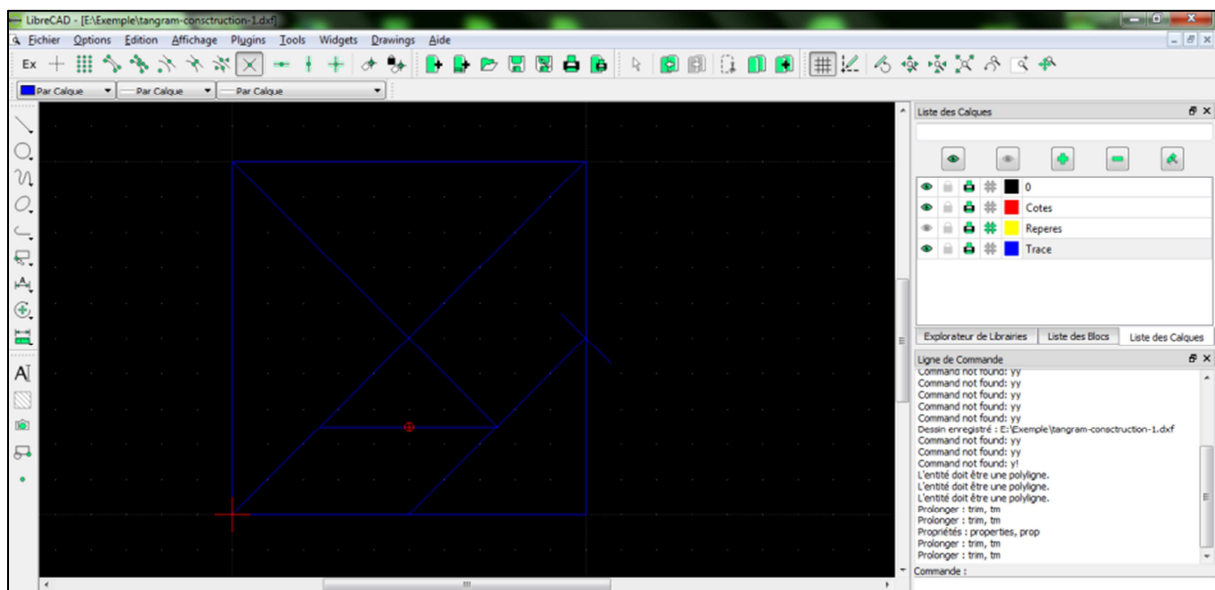 LibreCAD - [E:\Exemple\tangram-consctruction-1.dxf]
Fichier Options Edition Affichage Plugins Tools Widgets Drawings Aide
Ex
Par Calque Par Calque Par Calque
Liste des Calques
0
Cotes
Reperes
Trace
Explorateur de Librairies Liste des Blocs Liste des Calques
Ligne de Commande
Command not found: yy
Command not found: yy
Command not found: yy
Command not found: yy
Command not found: yy
Dessin enregistré : E:\Exemple\tangram-consctruction-1.dxf
Command not found: yy
Command not found: yy
Command not found: y!
L'entité doit être une polyligne.
L'entité doit être une polyligne.
L'entité doit être une polyligne.
Prolonger : trim, tm
Prolonger : trim, tm
Propriétés : properties, prop
Prolonger : trim, tm
Prolonger : trim, tm
Commande :
A